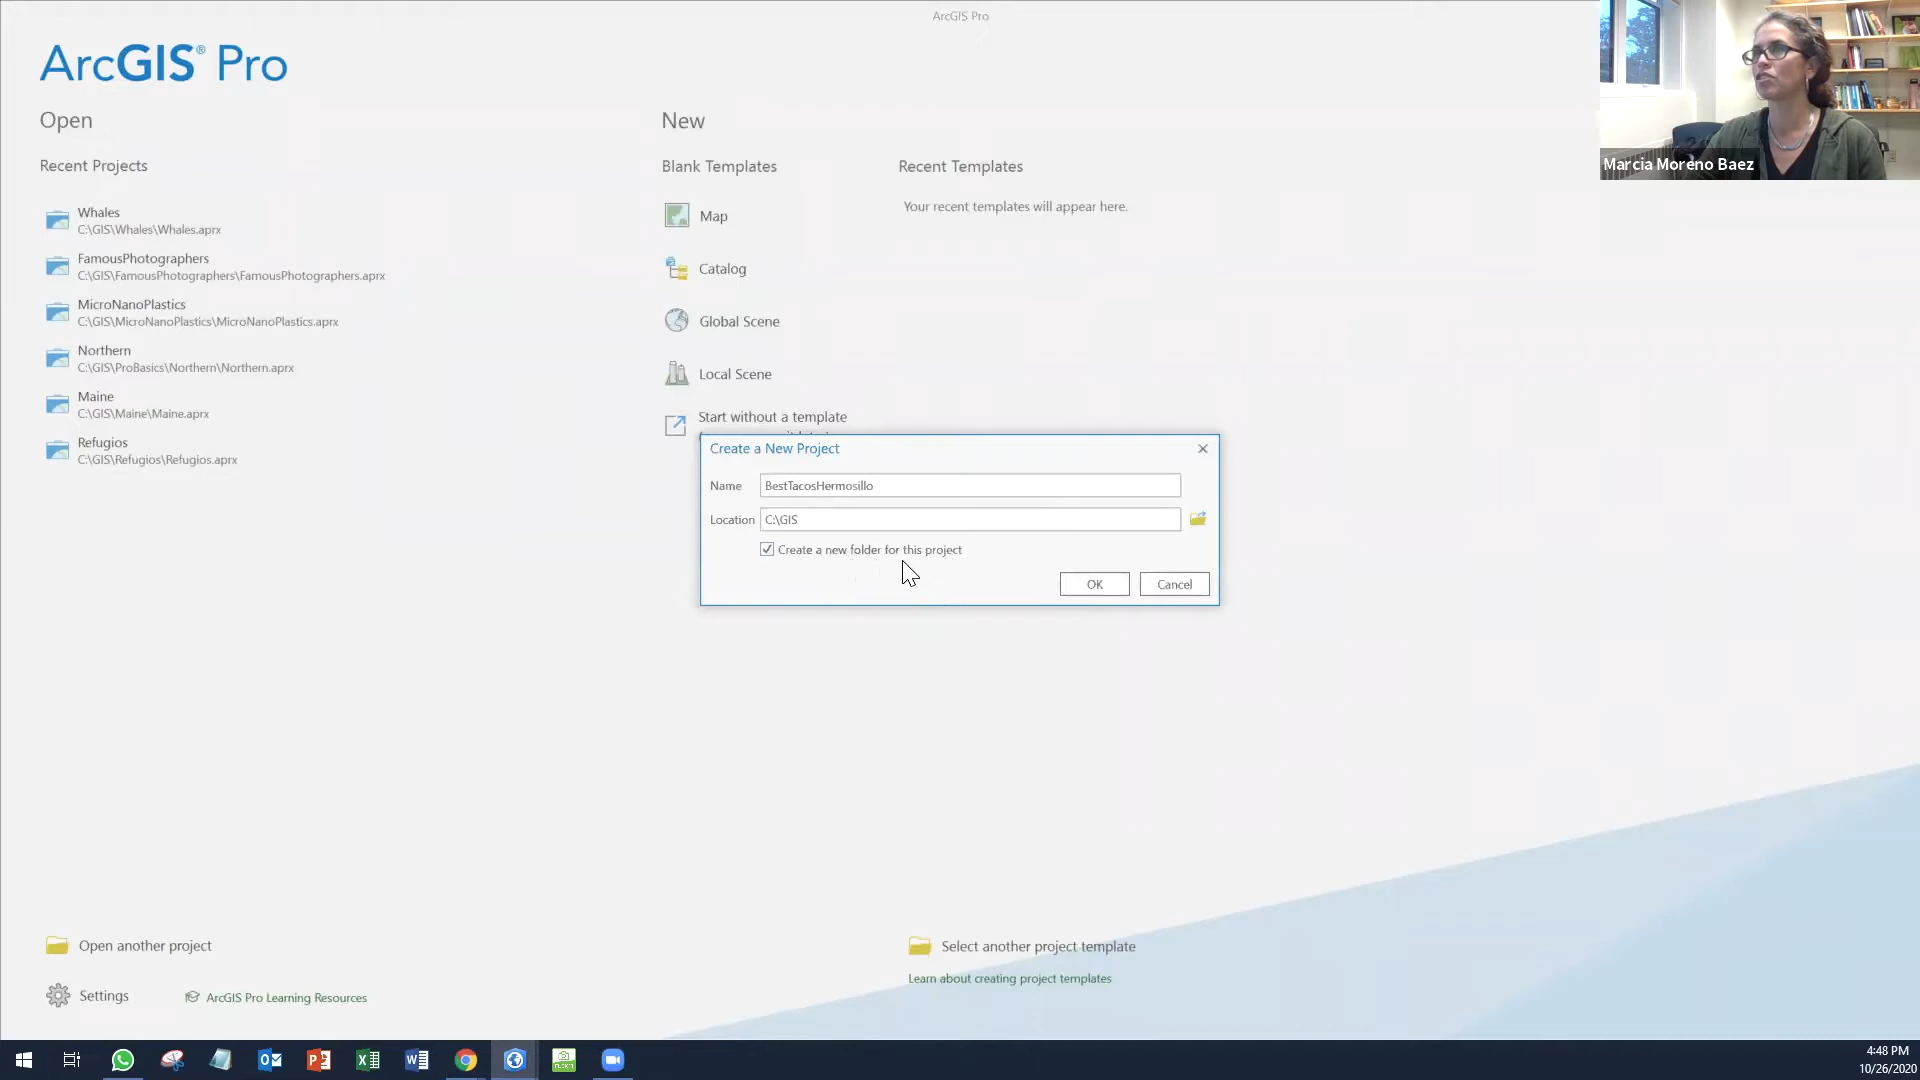 ArcGIS Pro
ArcGIS® Pro
Open
Recent Projects
Whales
C:\GIS\Whales\Whales.aprx
FamousPhotographers
C:\GIS\FamousPhotographers\FamousPhotographers.aprx
MicroNanoPlastics
C:\GIS\MicroNanoPlastics\MicroNanoPlastics.aprx
Northern
C:\GIS\ProBasics\Northern\Northern.aprx
Maine
C:\GIS\Maine\Maine.aprx
Refugios
C:\GIS\Refugios\Refugios.aprx
New
Blank Templates
Map
Catalog
Global Scene
Local Scene
Start without a template
Recent Templates
Your recent templates will appear here.
Create a New Project
Name BestTacosHermosillo
Location C:\GIS
Create a new folder for this project
OK Cancel
Open another project
Settings
ArcGIS Pro Learning Resources
Select another project template
Learn about creating project templates
Marcia Moreno Baez
4:48 PM
10/26/2020